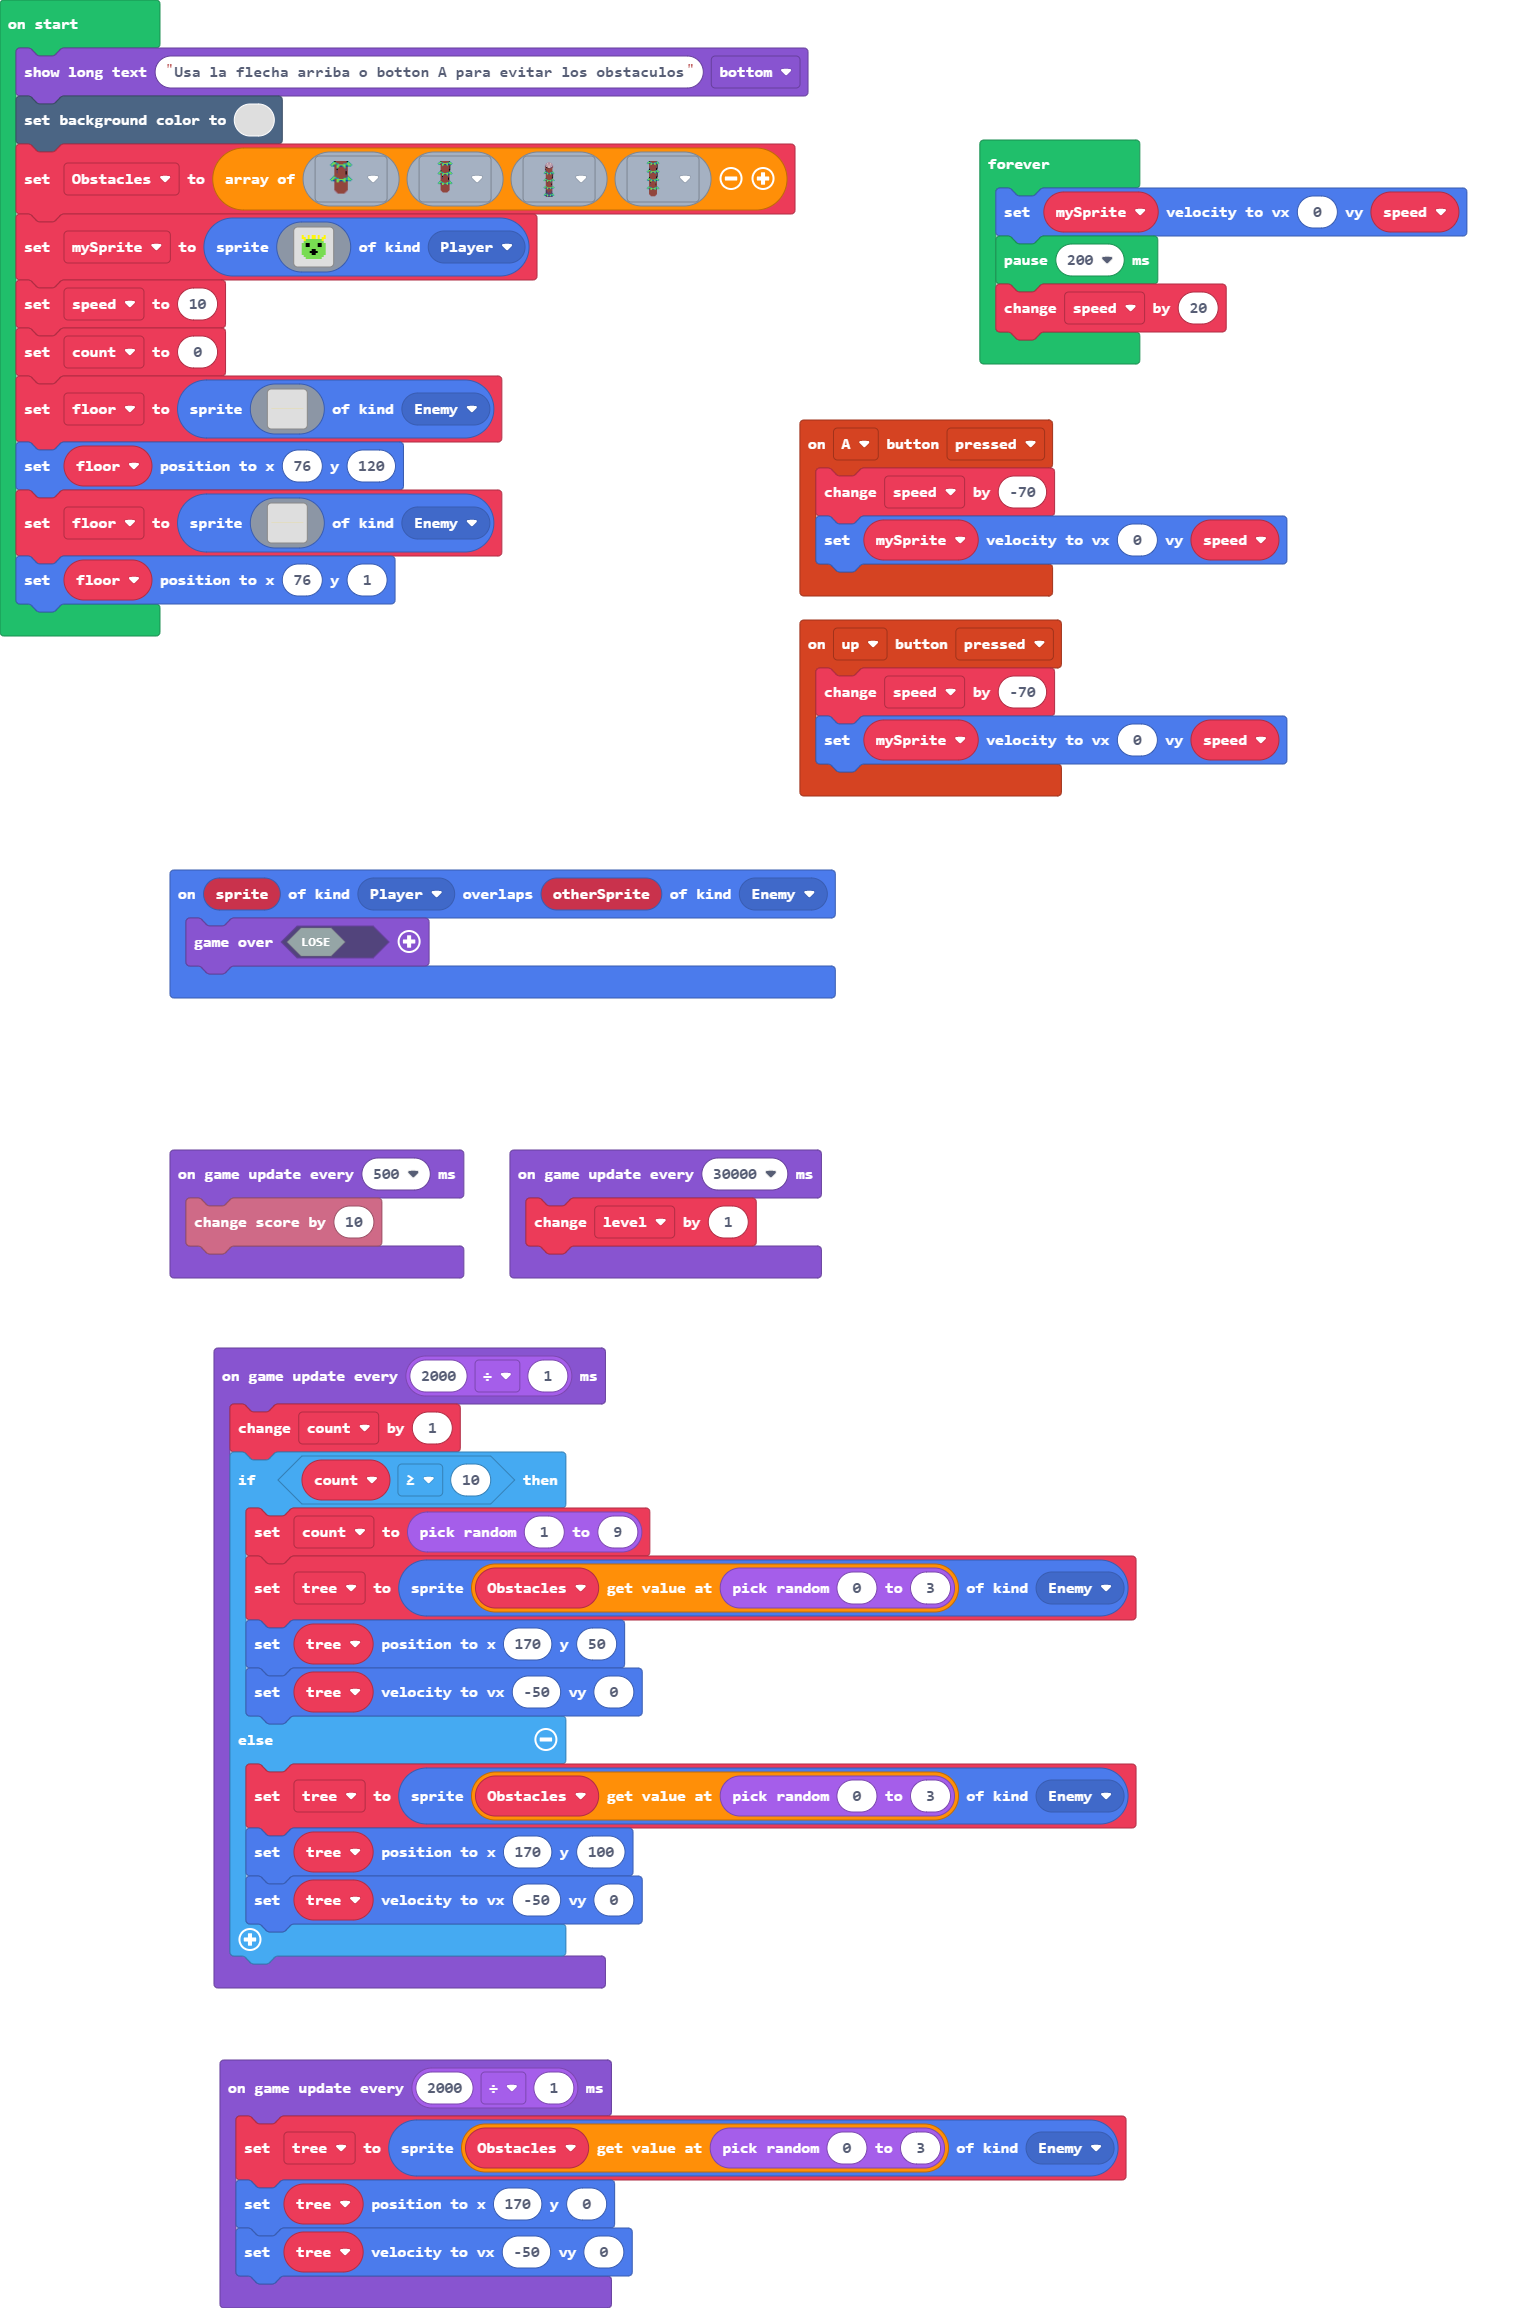 on start
show long text "Usa la flecha arriba o botton A para evitar los obstaculos" bottom
set background color to
set Obstacles to array of
set mySprite to sprite of kind Player
set speed to 10
set count to 0
set floor to sprite of kind Enemy
set floor position to x 76 y 120
set floor to sprite of kind Enemy
set floor position to x 76 y 1
forever
set mySprite velocity to vx 0 vy speed
pause 200 ms
change speed by 20
on A button pressed
change speed by -70
set mySprite velocity to vx 0 vy speed
on up button pressed
change speed by -70
set mySprite velocity to vx 0 vy speed
on sprite of kind Player overlaps otherSprite of kind Enemy
game over LOSE
on game update every 500 ms
change score by 10
on game update every 30000 ms
change level by 1
on game update every 2000 ÷ 1 ms
change count by 1
if count ≥ 10 then
set count to pick random 1 to 9
set tree to sprite Obstacles get value at pick random 0 to 3 of kind Enemy
set tree position to x 170 y 50
set tree velocity to vx -50 vy 0
else
set tree to sprite Obstacles get value at pick random 0 to 3 of kind Enemy
set tree position to x 170 y 100
set tree velocity to vx -50 vy 0
on game update every 2000 ÷ 1 ms
set tree to sprite Obstacles get value at pick random 0 to 3 of kind Enemy
set tree position to x 170 y 0
set tree velocity to vx -50 vy 0